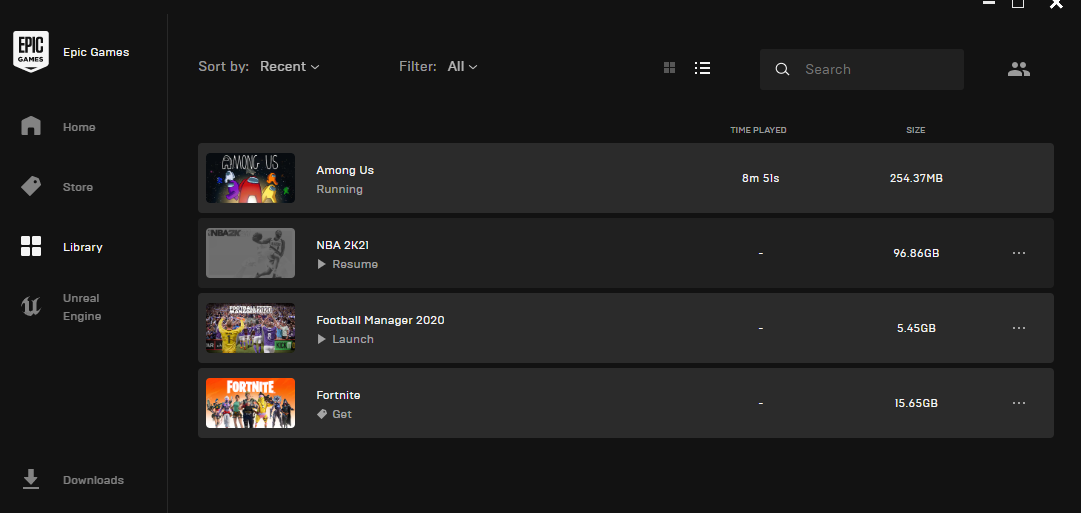 EPIC
GAMES
Epic Games
Home
Store
Library
Unreal
Engine
Downloads
Sort by: Recent
Filter: All
Search
TIME PLAYED SIZE
AMONG US
Among Us
Running
8m 51s 254.37MB
NBA2K
NBA 2K21
Resume
- 96.86GB ...
FOOTBALL
MANAGER 2020
Football Manager 2020
Launch
- 5.45GB ...
FORTNITE
Fortnite
Get
- 15.65GB ...